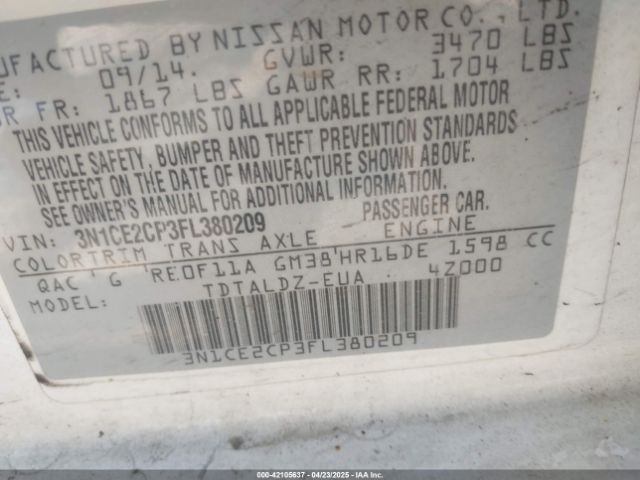 UFACTURED BY NISSAN MOTOR CO., LTD.
E: 09/14. GVWR: 3470 LBS
R FR: 1867 LBS GAWR RR: 1704 LBS
THIS VEHICLE CONFORMS TO ALL APPLICABLE FEDERAL MOTOR
VEHICLE SAFETY, BUMPER AND THEFT PREVENTION STANDARDS
IN EFFECT ON THE DATE OF MANUFACTURE SHOWN ABOVE.
SEE OWNER'S MANUAL FOR ADDITIONAL INFORMATION.
VIN: 3N1CE2CP3FL380209 PASSENGER CAR.
COLOR TRIM TRANS AXLE ENGINE
QAC G RE0F11A GM38 HR16DE 1598 CC
MODEL: TDTALDZ-EUA 4Z000
3N1CE2CP3FL380209
000-42105637 - 04/23/2025 - IAAI Inc.